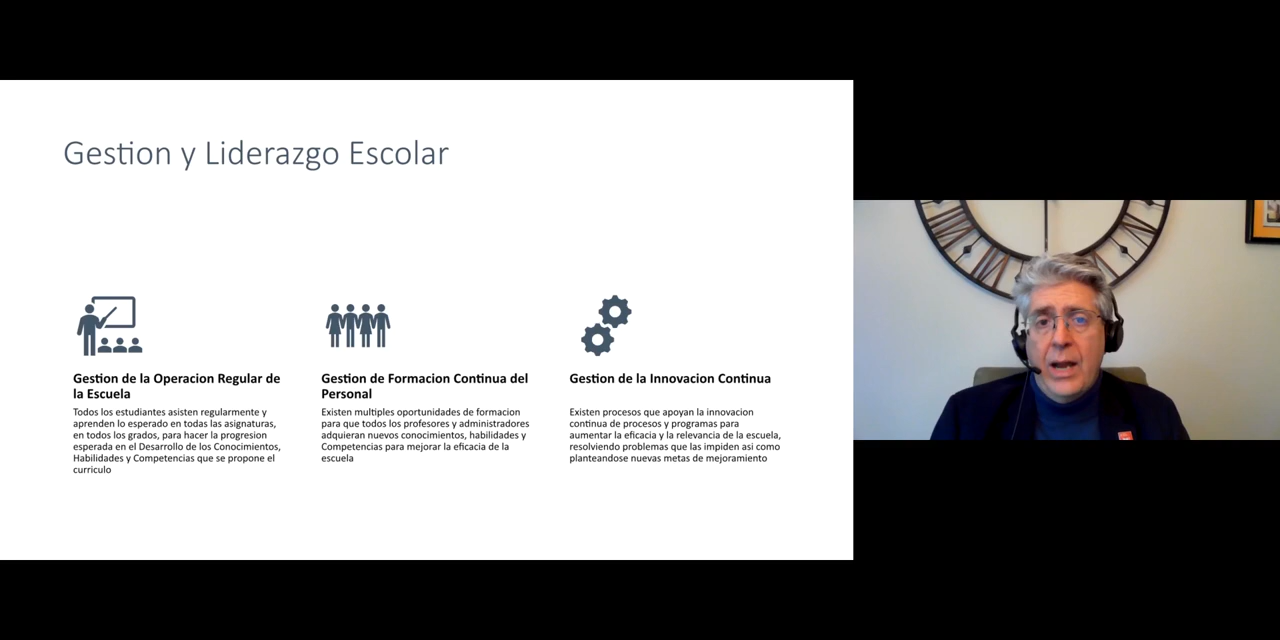 Gestion y Liderazgo Escolar
Gestion de la Operacion Regular de
la Escuela
Todos los estudiantes asisten regularmente y
aprenden lo esperado en todas las asignaturas,
en todos los grados, para hacer la progresion
esperada en el Desarrollo de los Conocimientos,
Habilidades y Competencias que se propone el
curriculo
Gestion de Formacion Continua del
Personal
Existen multiples oportunidades de formacion
para que todos los profesores y administradores
adquieran nuevos conocimientos, habilidades y
Competencias para mejorar la eficacia de la
escuela
Gestion de la Innovacion Continua
Existen procesos que apoyan la innovacion
continua de procesos y programas para
aumentar la eficacia y la relevancia de la escuela,
resolviendo problemas que las impiden asi como
planteandose nuevas metas de mejoramiento